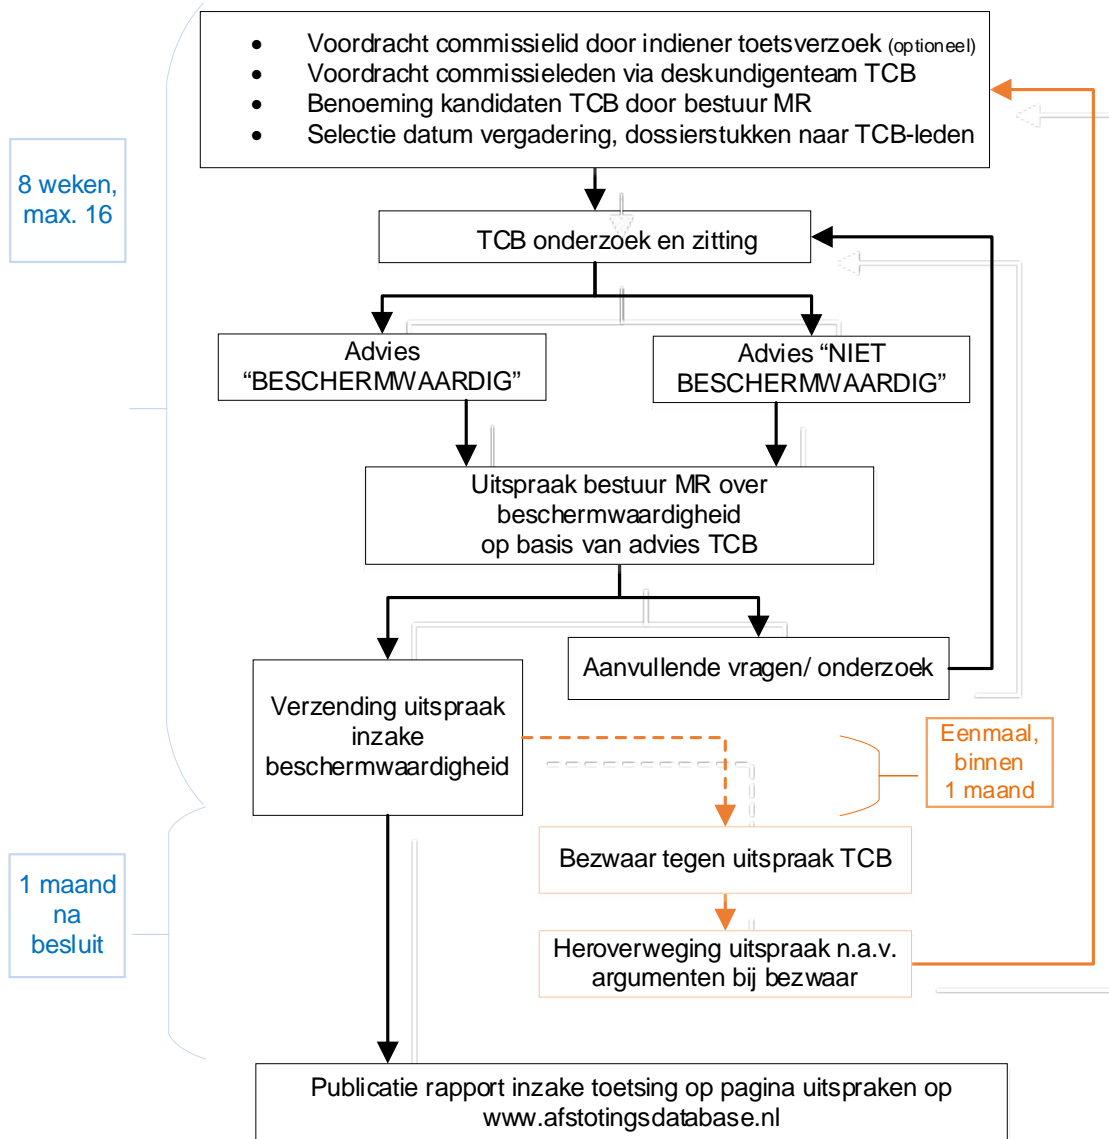 • Voordracht commissielid door indiener toetsverzoek (optioneel)
• Voordracht commissieleden via deskundigenteam TCB
• Benoeming kandidaten TCB door bestuur MR
• Selectie datum vergadering, dossierstukken naar TCB-leden
8 weken,
max. 16
TCB onderzoek en zitting
Advies
“BESCHERMWAARDIG”
Advies “NIET
BESCHERMWAARDIG”
Uitspraak bestuur MR over
beschermwaardigheid
op basis van advies TCB
Aanvullende vragen/ onderzoek
Verzending uitspraak
inzake
beschermwaardigheid
Eenmaal,
binnen
1 maand
Bezwaar tegen uitspraak TCB
1 maand
na
besluit
Heroverweging uitspraak n.a.v.
argumenten bij bezwaar
Publicatie rapport inzake toetsing op pagina uitspraken op
www.afstotingsdatabase.nl